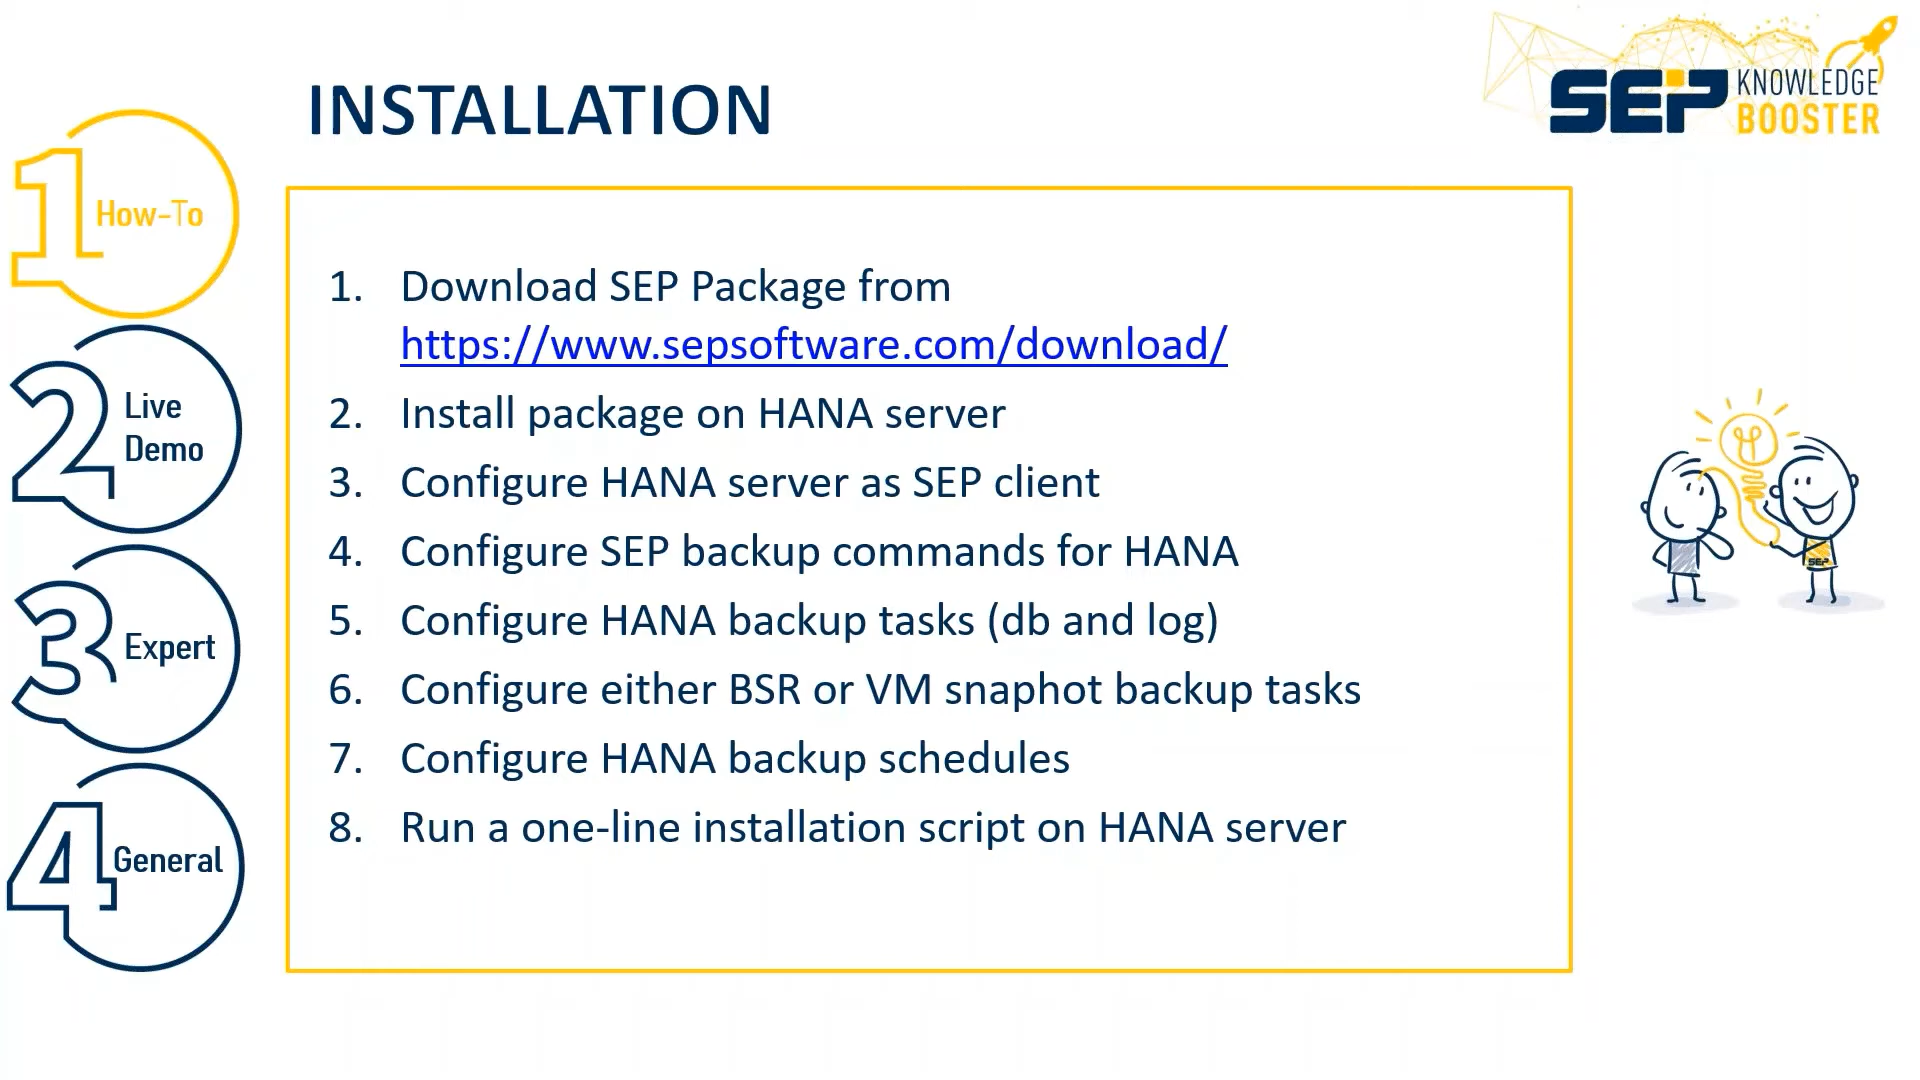 INSTALLATION
SEP KNOWLEDGE
BOOSTER
1 How-To
2 Live
Demo
3 Expert
4 General
1. Download SEP Package from
https://www.sepsoftware.com/download/
2. Install package on HANA server
3. Configure HANA server as SEP client
4. Configure SEP backup commands for HANA
5. Configure HANA backup tasks (db and log)
6. Configure either BSR or VM snaphot backup tasks
7. Configure HANA backup schedules
8. Run a one-line installation script on HANA server
SEP